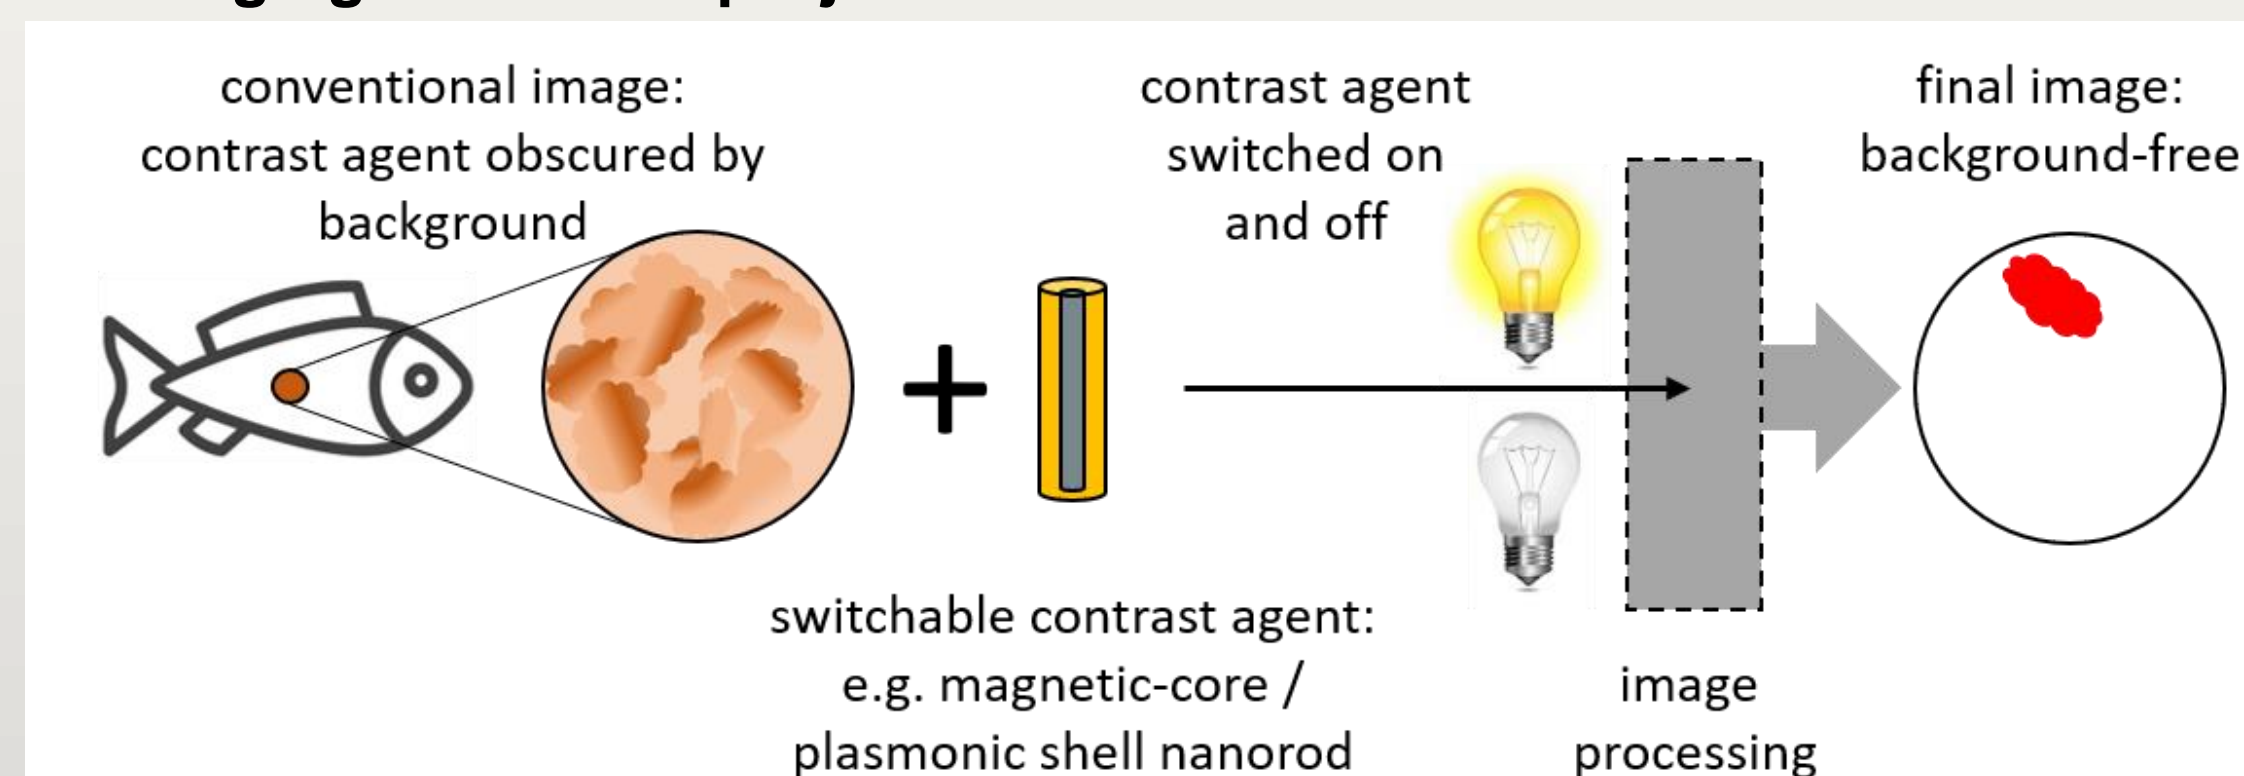 conventional image:
contrast agent obscured by
background
contrast agent
switched on
and off
final image:
background-free
switchable contrast agent:
e.g. magnetic-core /
plasmonic shell nanorod
image
processing